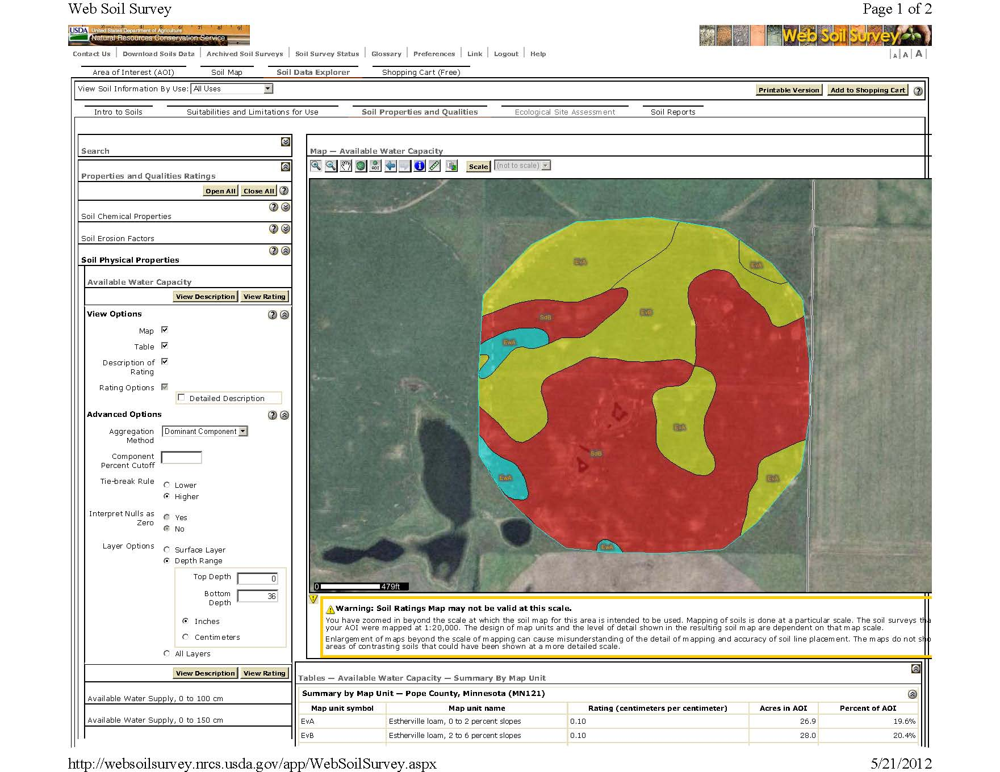 Web Soil Survey
Page 1 of 2
USDA United States Department of Agriculture
Natural Resources Conservation Service
Web Soil Survey
Contact Us | Download Soils Data | Archived Soil Surveys | Soil Survey Status | Glossary | Preferences | Link | Logout | Help
|A|A|A|
Area of Interest (AOI)
Soil Map
Soil Data Explorer
Shopping Cart (Free)
View Soil Information By Use: All Uses
Printable Version
Add to Shopping Cart
Intro to Soils
Suitabilities and Limitations for Use
Soil Properties and Qualities
Ecological Site Assessment
Soil Reports
Search
Properties and Qualities Ratings
Open All
Close All
Soil Chemical Properties
Soil Erosion Factors
Soil Physical Properties
Available Water Capacity
View Description
View Rating
View Options
Map
Table
Description of
Rating
Rating Options
Detailed Description
Advanced Options
Aggregation
Method
Dominant Component
Component
Percent Cutoff
Tie-break Rule
Lower
Higher
Interpret Nulls as
Zero
Yes
No
Layer Options
Surface Layer
Depth Range
Top Depth
0
Bottom
Depth
36
Inches
Centimeters
All Layers
View Description
View Rating
Available Water Supply, 0 to 100 cm
Available Water Supply, 0 to 150 cm
Map — Available Water Capacity
AOI
Scale
(not to scale)
EvA
EvA
EvB
SdB
EwA
EvA
SdB
EwA
EvA
EwA
0
479ft
Warning: Soil Ratings Map may not be valid at this scale.
You have zoomed in beyond the scale at which the soil map for this area is intended to be used. Mapping of soils is done at a particular scale. The soil surveys tha
your AOI were mapped at 1:20,000. The design of map units and the level of detail shown in the resulting soil map are dependent on that map scale.
Enlargement of maps beyond the scale of mapping can cause misunderstanding of the detail of mapping and accuracy of soil line placement. The maps do not sho
areas of contrasting soils that could have been shown at a more detailed scale.
Tables — Available Water Capacity — Summary By Map Unit
Summary by Map Unit — Pope County, Minnesota (MN121)
Map unit symbol
Map unit name
Rating (centimeters per centimeter)
Acres in AOI
Percent of AOI
EvA
Estherville loam, 0 to 2 percent slopes
0.10
26.9
19.6%
EvB
Estherville loam, 2 to 6 percent slopes
0.10
28.0
20.4%
http://websoilsurvey.nrcs.usda.gov/app/WebSoilSurvey.aspx
5/21/2012